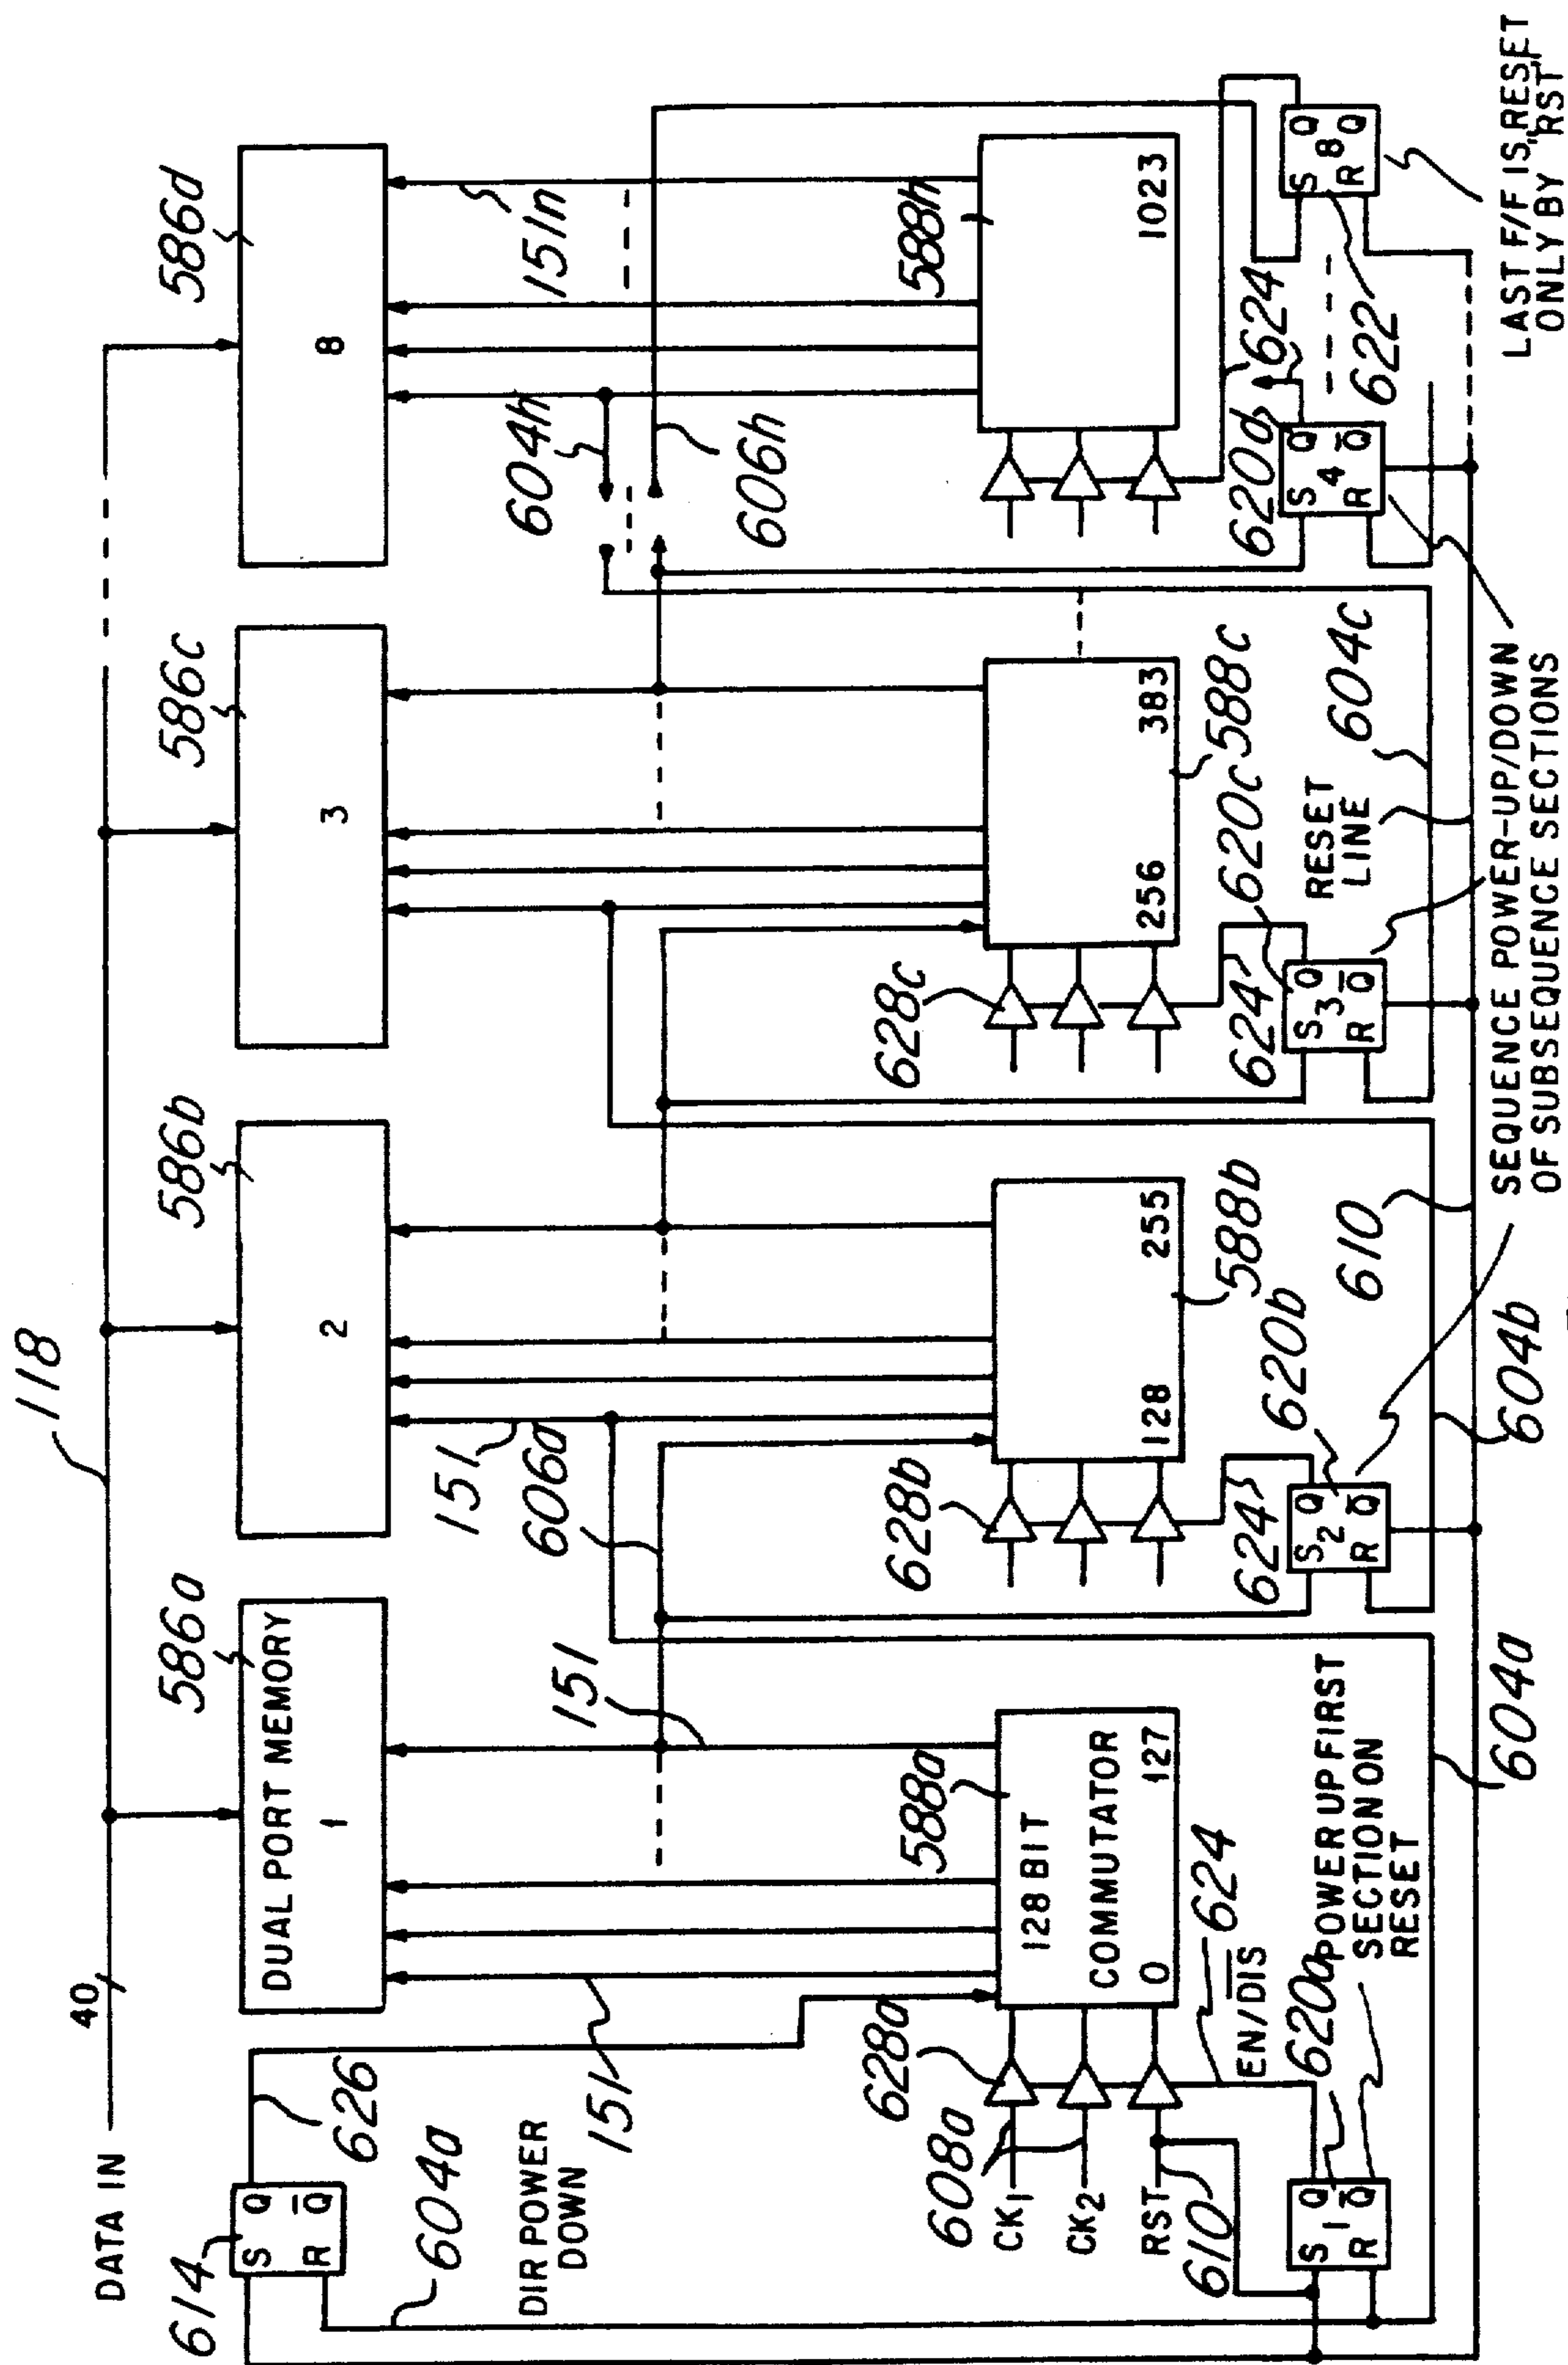 118
DATA IN
40
614
S Q
R Q̅
626
604a
DIR POWER
DOWN
586a
DUAL PORT MEMORY
1
586b
2
586c
3
586d
8
151
151
151
606a
151n
604h
606h
588a
128 BIT
COMMUTATOR
0 127
628a
608a
CK1
CK2
RST
610
EN/D̅I̅S̅
624
620a
POWER UP FIRST
SECTION ON
RESET
S Q
1
R Q̅
604a
628b
128 255
588b
624
620b
S Q
2
R Q̅
604b
610
628c
256 383
588c
624
620c
S Q
3
R Q̅
RESET
LINE
604c
SEQUENCE POWER-UP/DOWN
OF SUBSEQUENCE SECTIONS
588h
1023
620d
624
S Q
4
R Q̅
622
S Q
8
R Q
LAST F/F IS RESET
ONLY BY "RST"